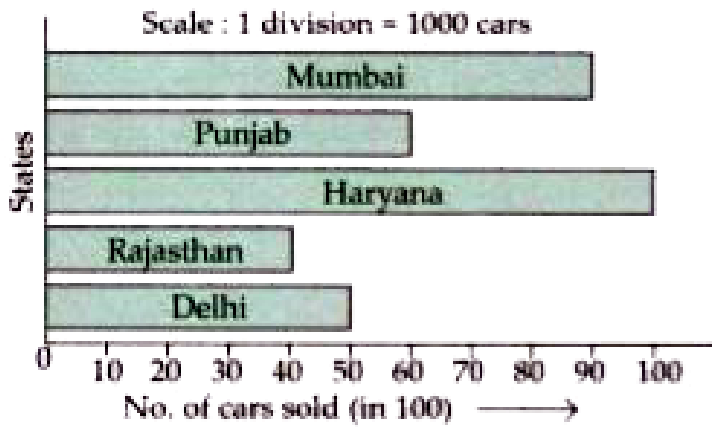 Scale : 1 division = 1000 cars
Mumbai
Punjab
Haryana
Rajasthan
Delhi
States
0 10 20 30 40 50 60 70 80 90 100
No. of cars sold (in 100)